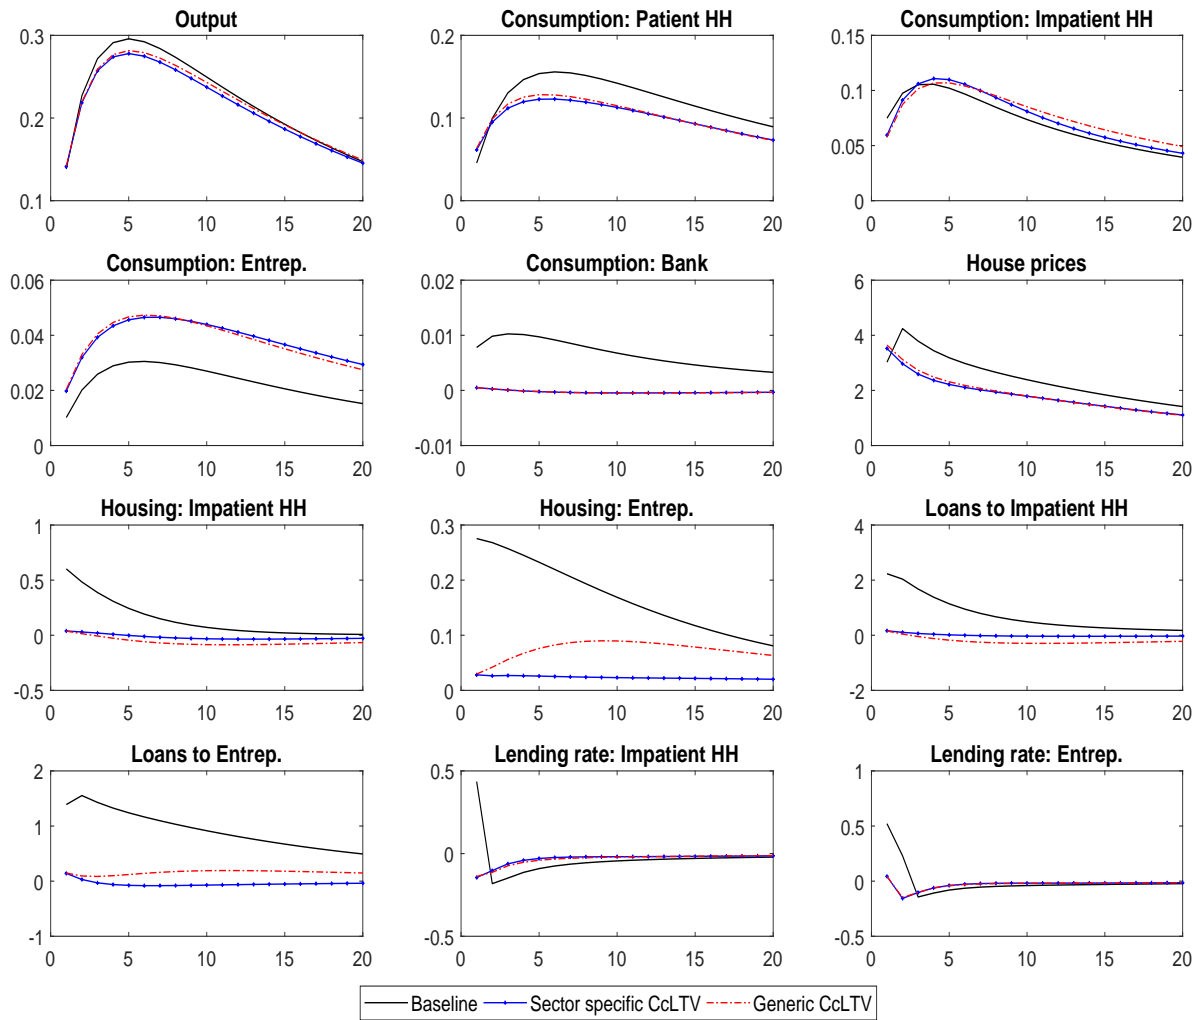 Output
Consumption: Patient HH
Consumption: Impatient HH
0.3
0.2
0.1
0 5 10 15 20
0.2
0.1
0
0 5 10 15 20
0.15
0.1
0.05
0
0 5 10 15 20
Consumption: Entrep.
Consumption: Bank
House prices
0.06
0.04
0.02
0
0 5 10 15 20
0.02
0.01
0
-0.01
0 5 10 15 20
6
4
2
0
0 5 10 15 20
Housing: Impatient HH
Housing: Entrep.
Loans to Impatient HH
1
0.5
0
-0.5
0 5 10 15 20
0.3
0.2
0.1
0
0 5 10 15 20
4
2
0
-2
0 5 10 15 20
Loans to Entrep.
Lending rate: Impatient HH
Lending rate: Entrep.
2
1
0
-1
0 5 10 15 20
0.5
0
-0.5
0 5 10 15 20
1
0.5
0
-0.5
0 5 10 15 20
Baseline Sector specific CcLTV Generic CcLTV